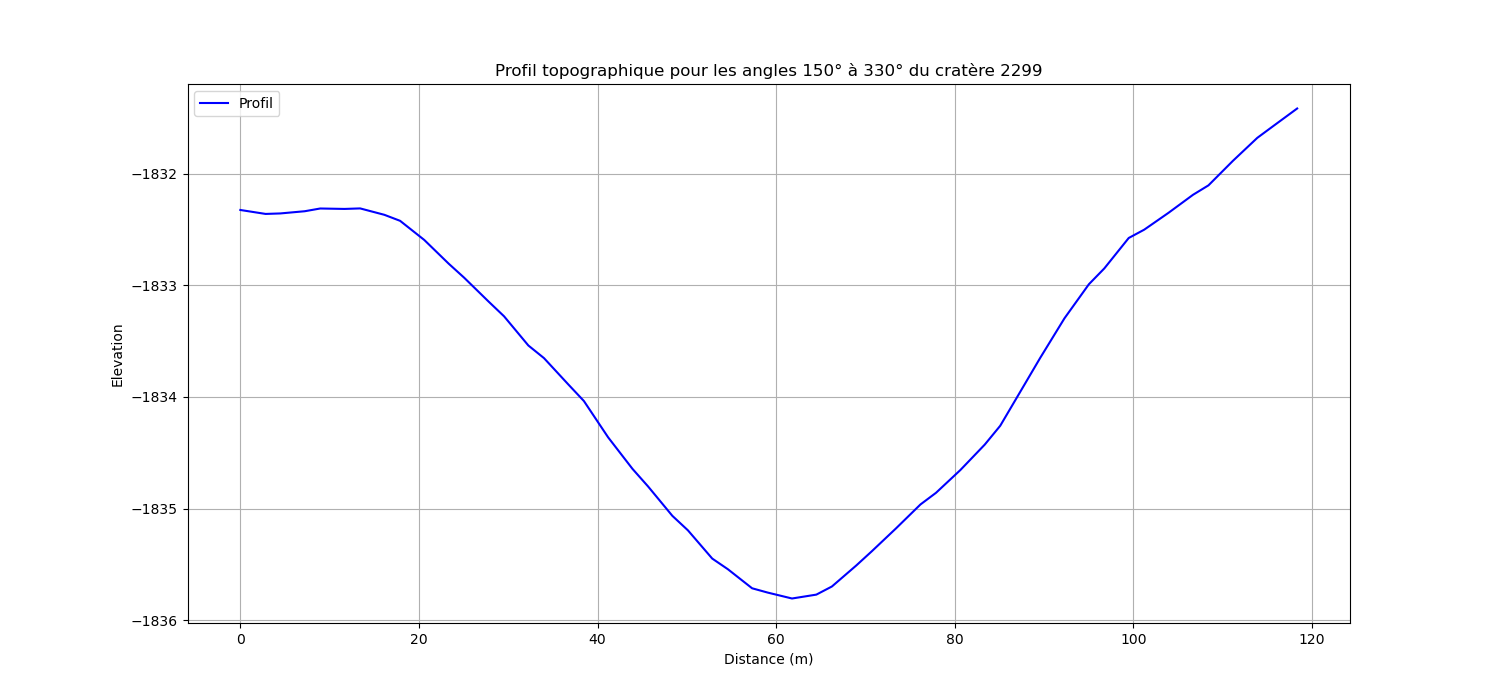 Profil topographique pour les angles 150° à 330° du cratère 2299
Profil
−1832
−1833
−1834
−1835
−1836
Elevation
0 20 40 60 80 100 120
Distance (m)